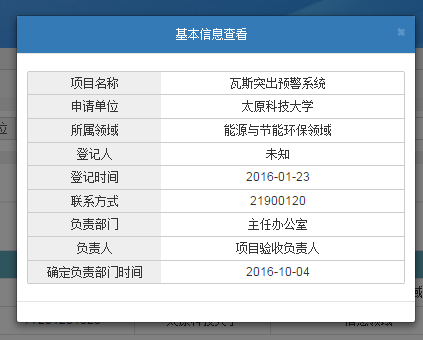 基本信息查看
项目名称 瓦斯突出预警系统
申请单位 太原科技大学
所属领域 能源与节能环保领域
登记人 未知
登记时间 2016-01-23
联系方式 21900120
负责部门 主任办公室
负责人 项目验收负责人
确定负责部门时间 2016-10-04